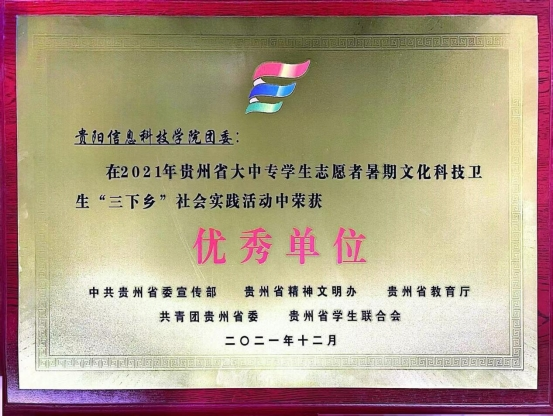 贵阳信息科技学院团委：
在2021年贵州省大中专学生志愿者暑期文化科技卫
生“三下乡”社会实践活动中荣获
优秀单位
中共贵州省委宣传部 贵州省精神文明办 贵州省教育厅
共青团贵州省委 贵州省学生联合会
二〇二一年十二月